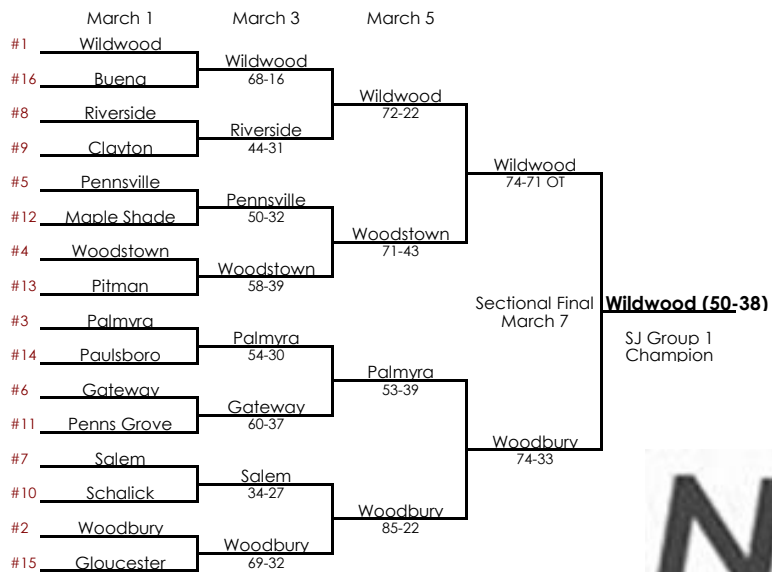 March 1 March 3 March 5
#1 Wildwood
Wildwood
#16 Buena 68-16
Wildwood
#8 Riverside 72-22
Riverside
#9 Clayton 44-31
Wildwood
#5 Pennsville 74-71 OT
Pennsville
#12 Maple Shade 50-32
Woodstown
#4 Woodstown 71-43
Woodstown
#13 Pitman 58-39
Sectional Final Wildwood (50-38)
March 7
#3 Palmyra SJ Group 1
Palmyra Champion
#14 Paulsboro 54-30
Palmyra
#6 Gateway 53-39
Gateway
#11 Penns Grove 60-37
Woodbury
#7 Salem 74-33
Salem
#10 Schalick 34-27
Woodbury
#2 Woodbury 85-22
Woodbury
#15 Gloucester 69-32
N